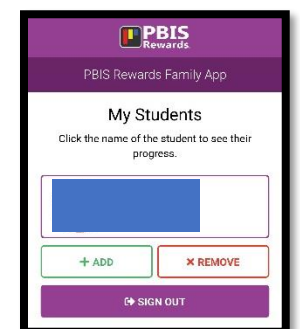 PBIS
Rewards
PBIS Rewards Family App
My Students
Click the name of the student to see their
progress.
+ ADD
× REMOVE
SIGN OUT